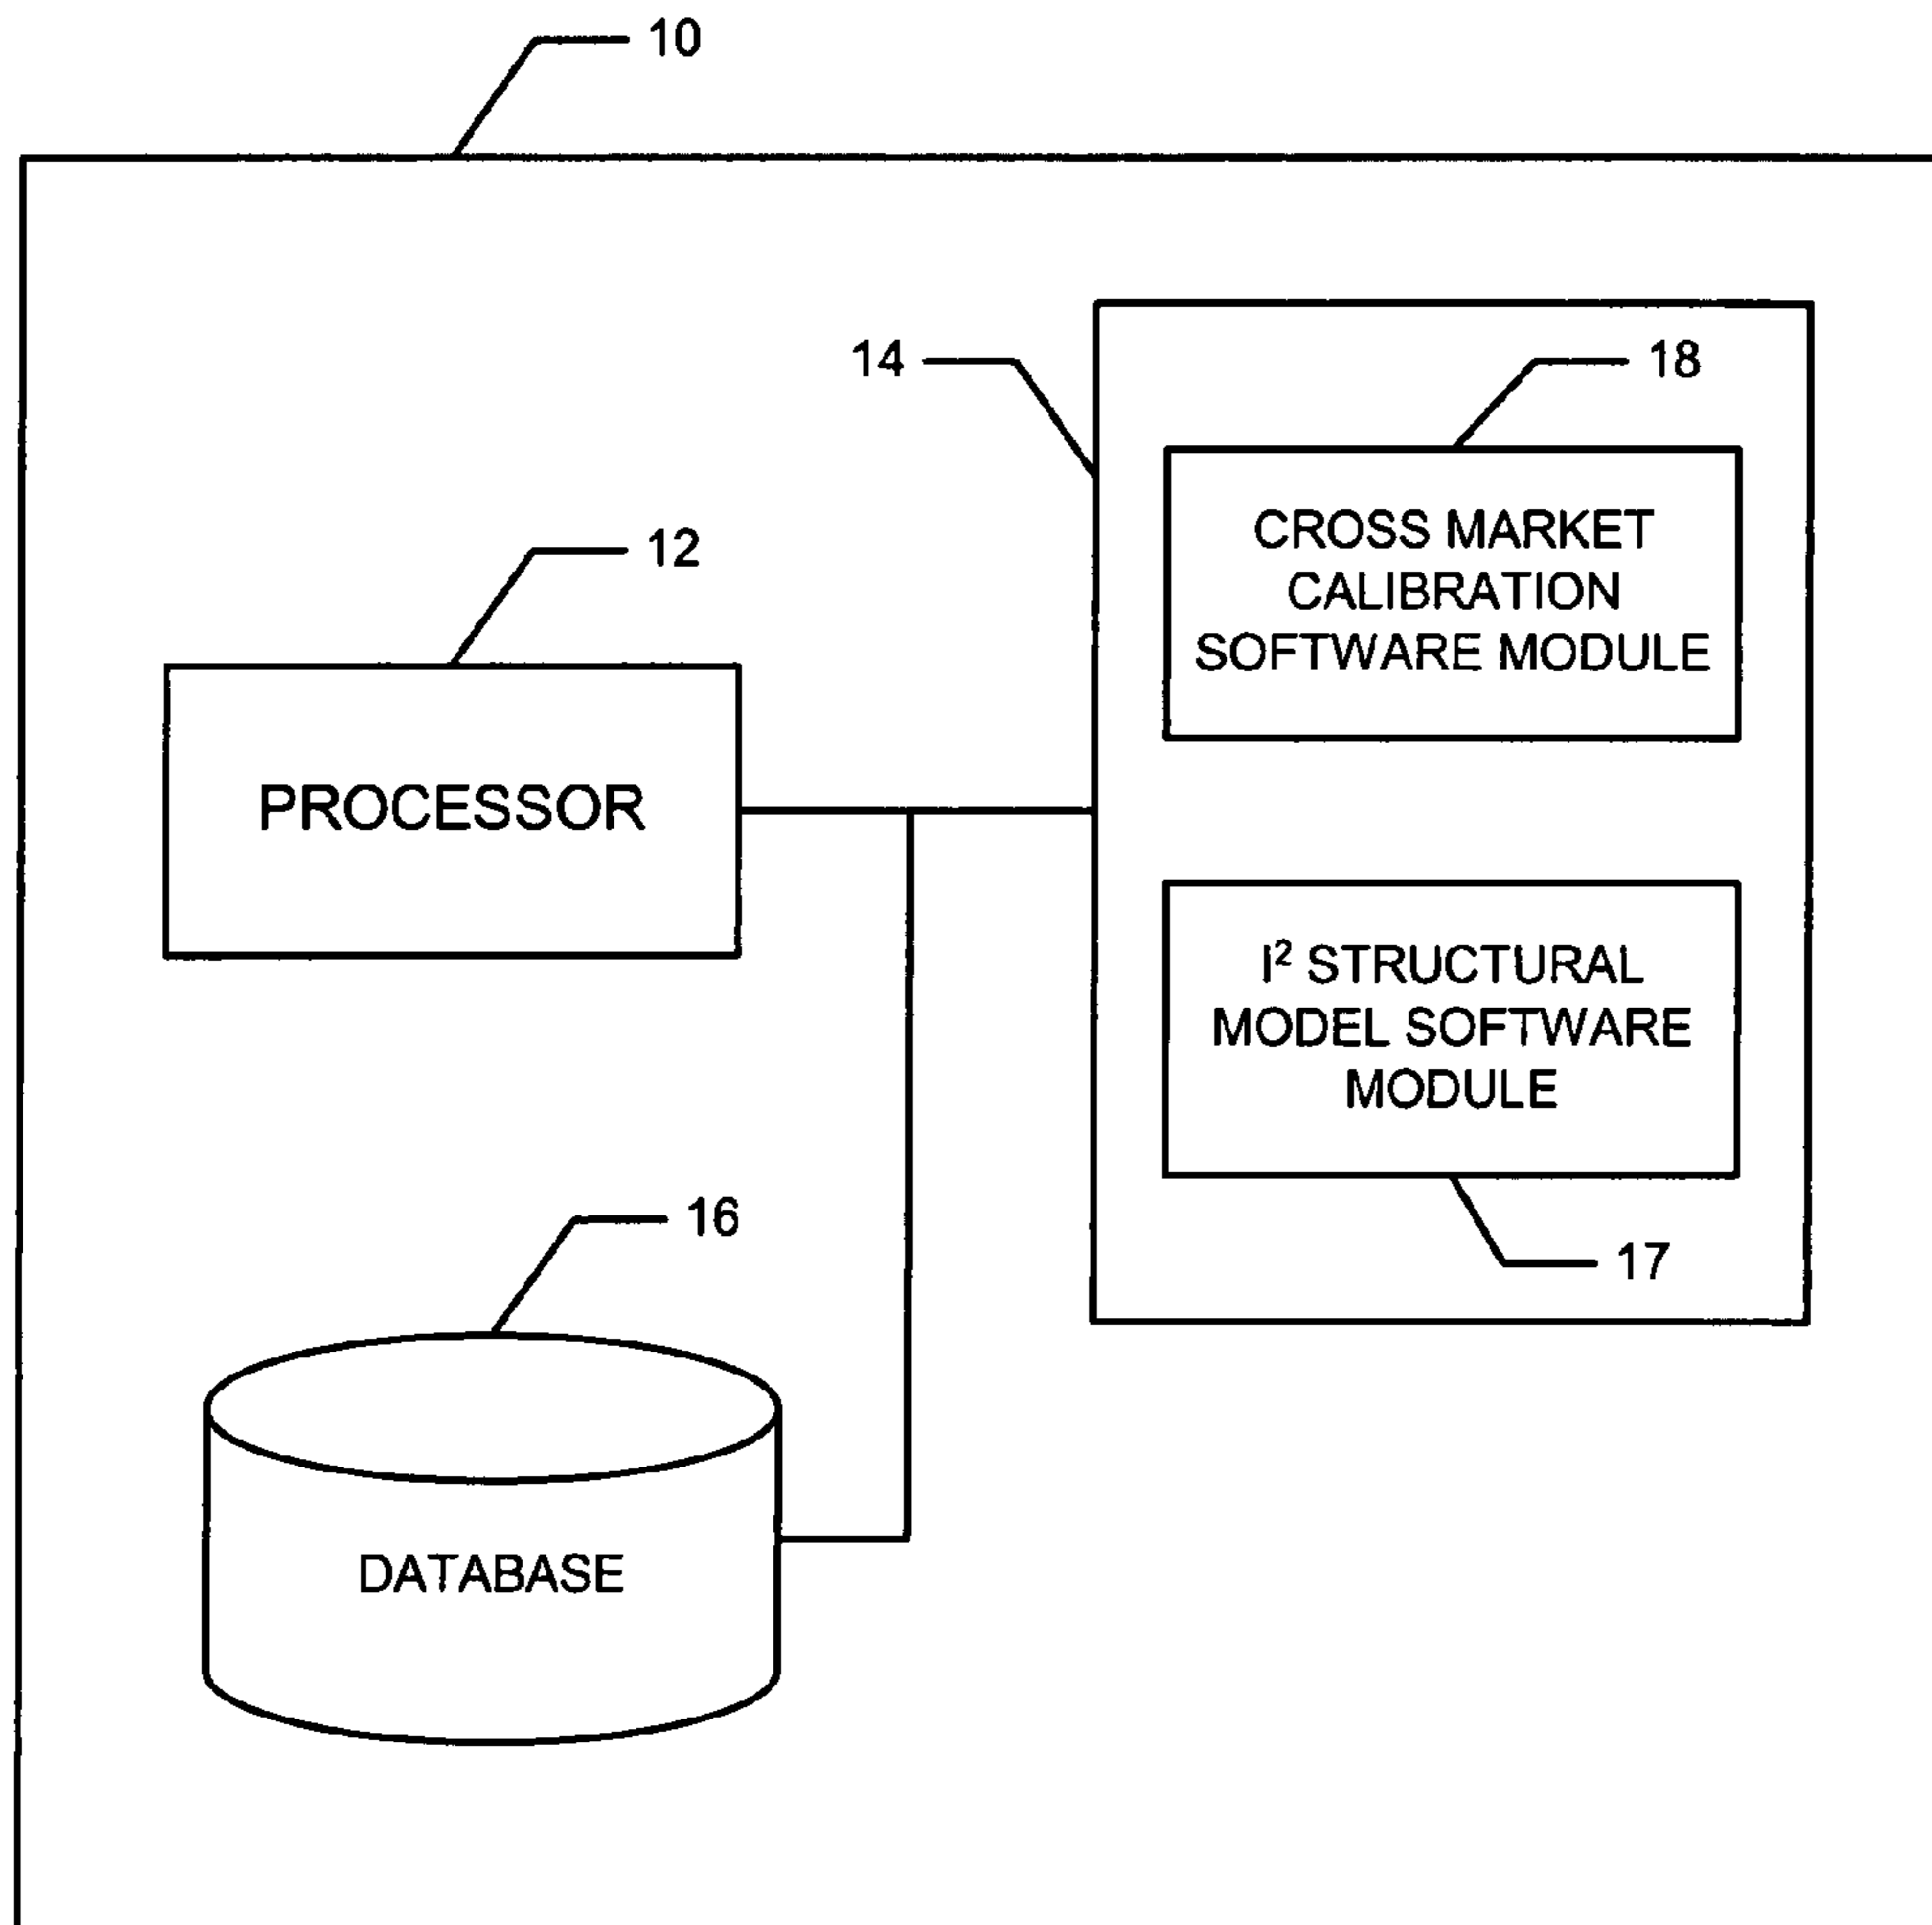 10
14
18
CROSS MARKET
CALIBRATION
SOFTWARE MODULE
12
PROCESSOR
I² STRUCTURAL
MODEL SOFTWARE
MODULE
17
16
DATABASE